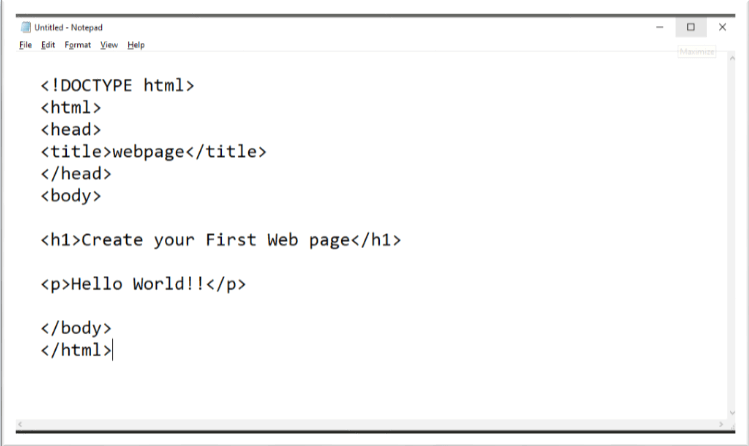 Untitled - Notepad
File Edit Format View Help
Maximize
<!DOCTYPE html>
<html>
<head>
<title>webpage</title>
</head>
<body>
<h1>Create your First Web page</h1>
<p>Hello World!!</p>
</body>
</html>